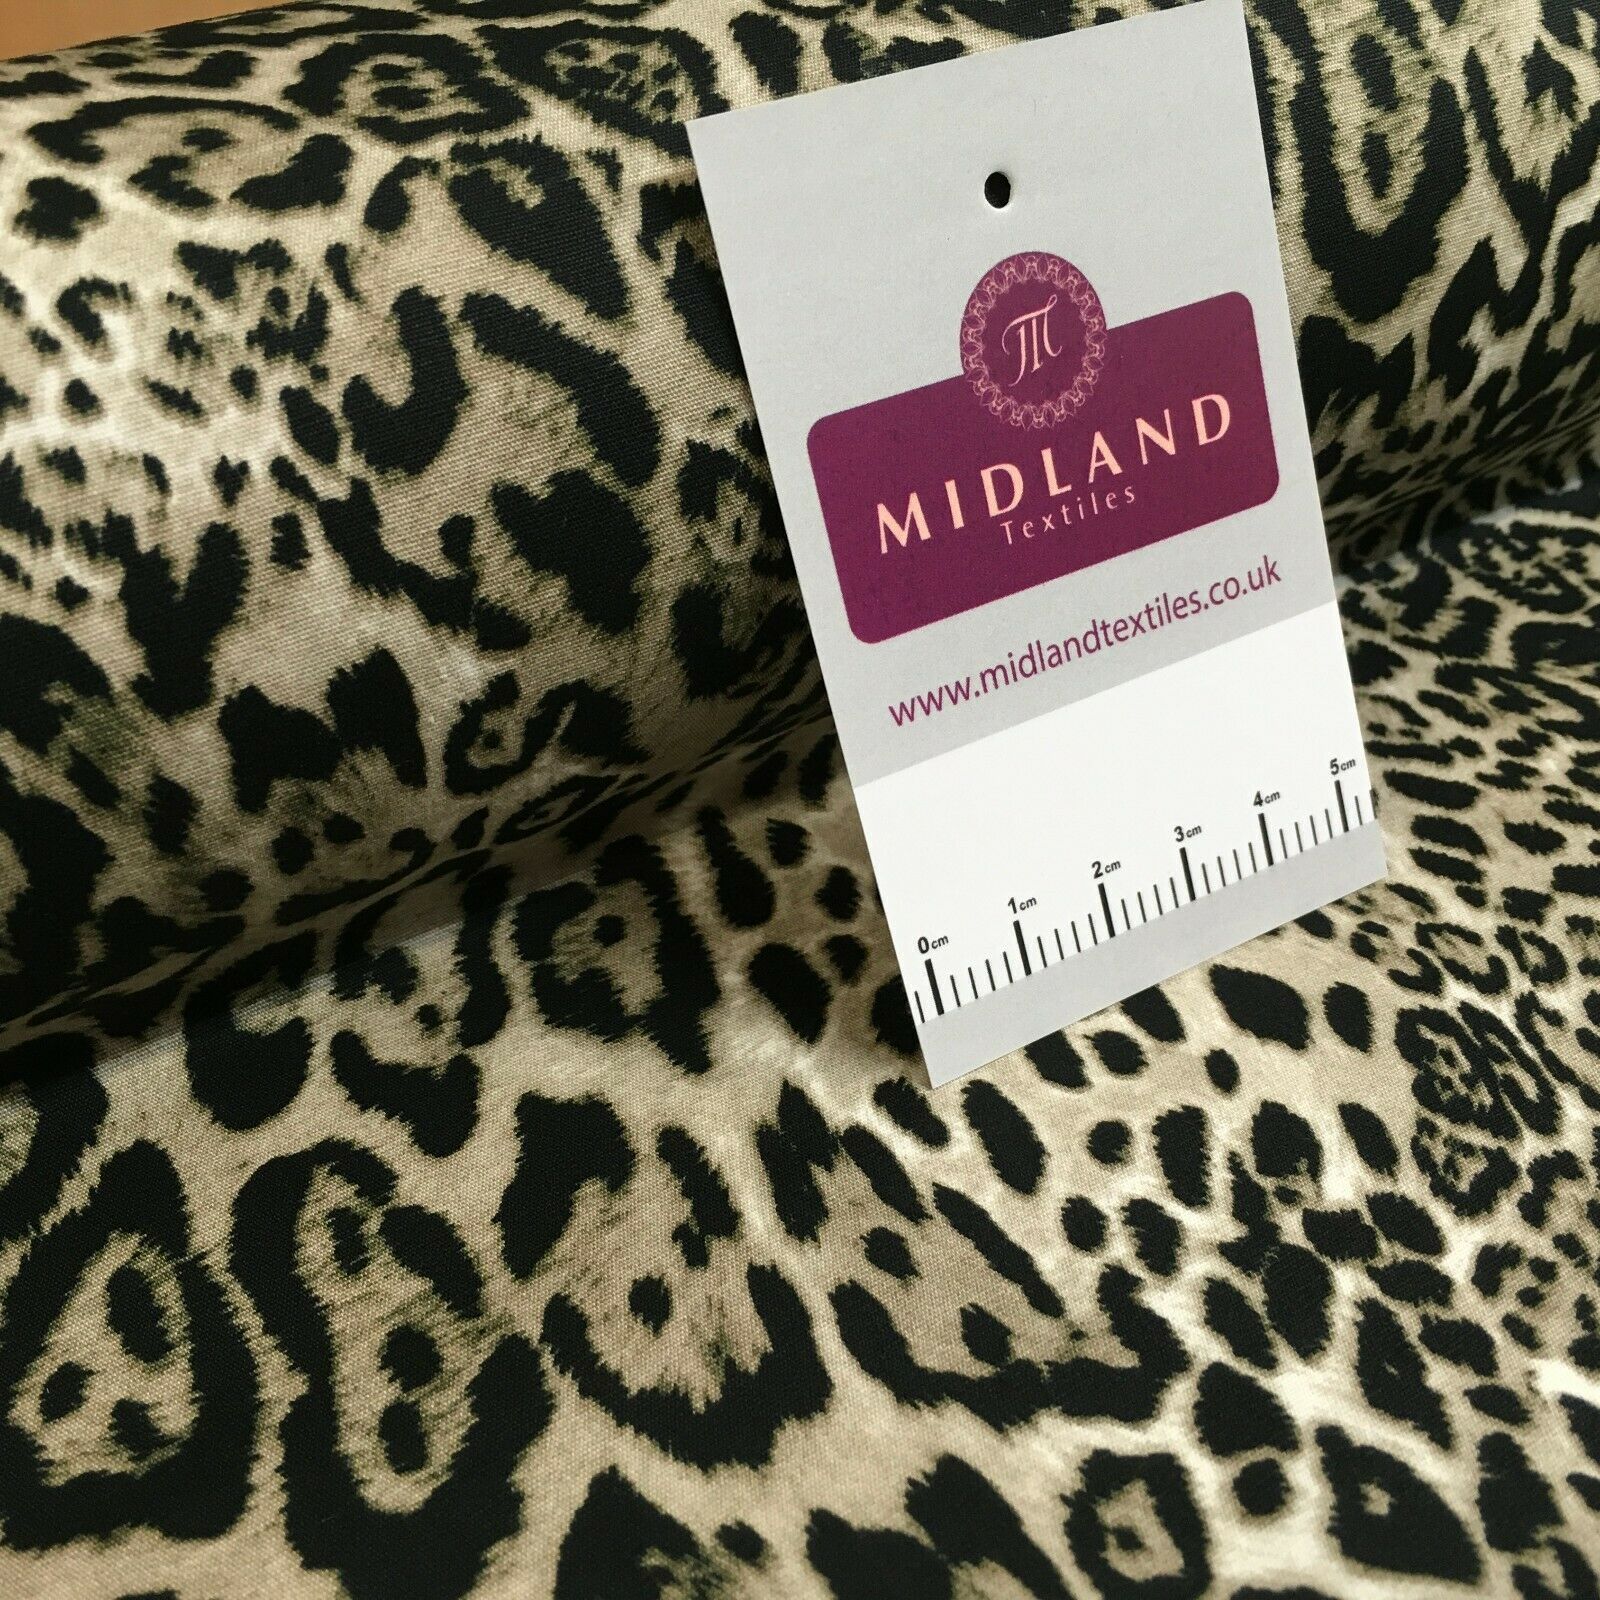 M
MIDLAND
Textiles
www.midlandtextiles.co.uk
0cm 1cm 2cm 3cm 4cm 5cm